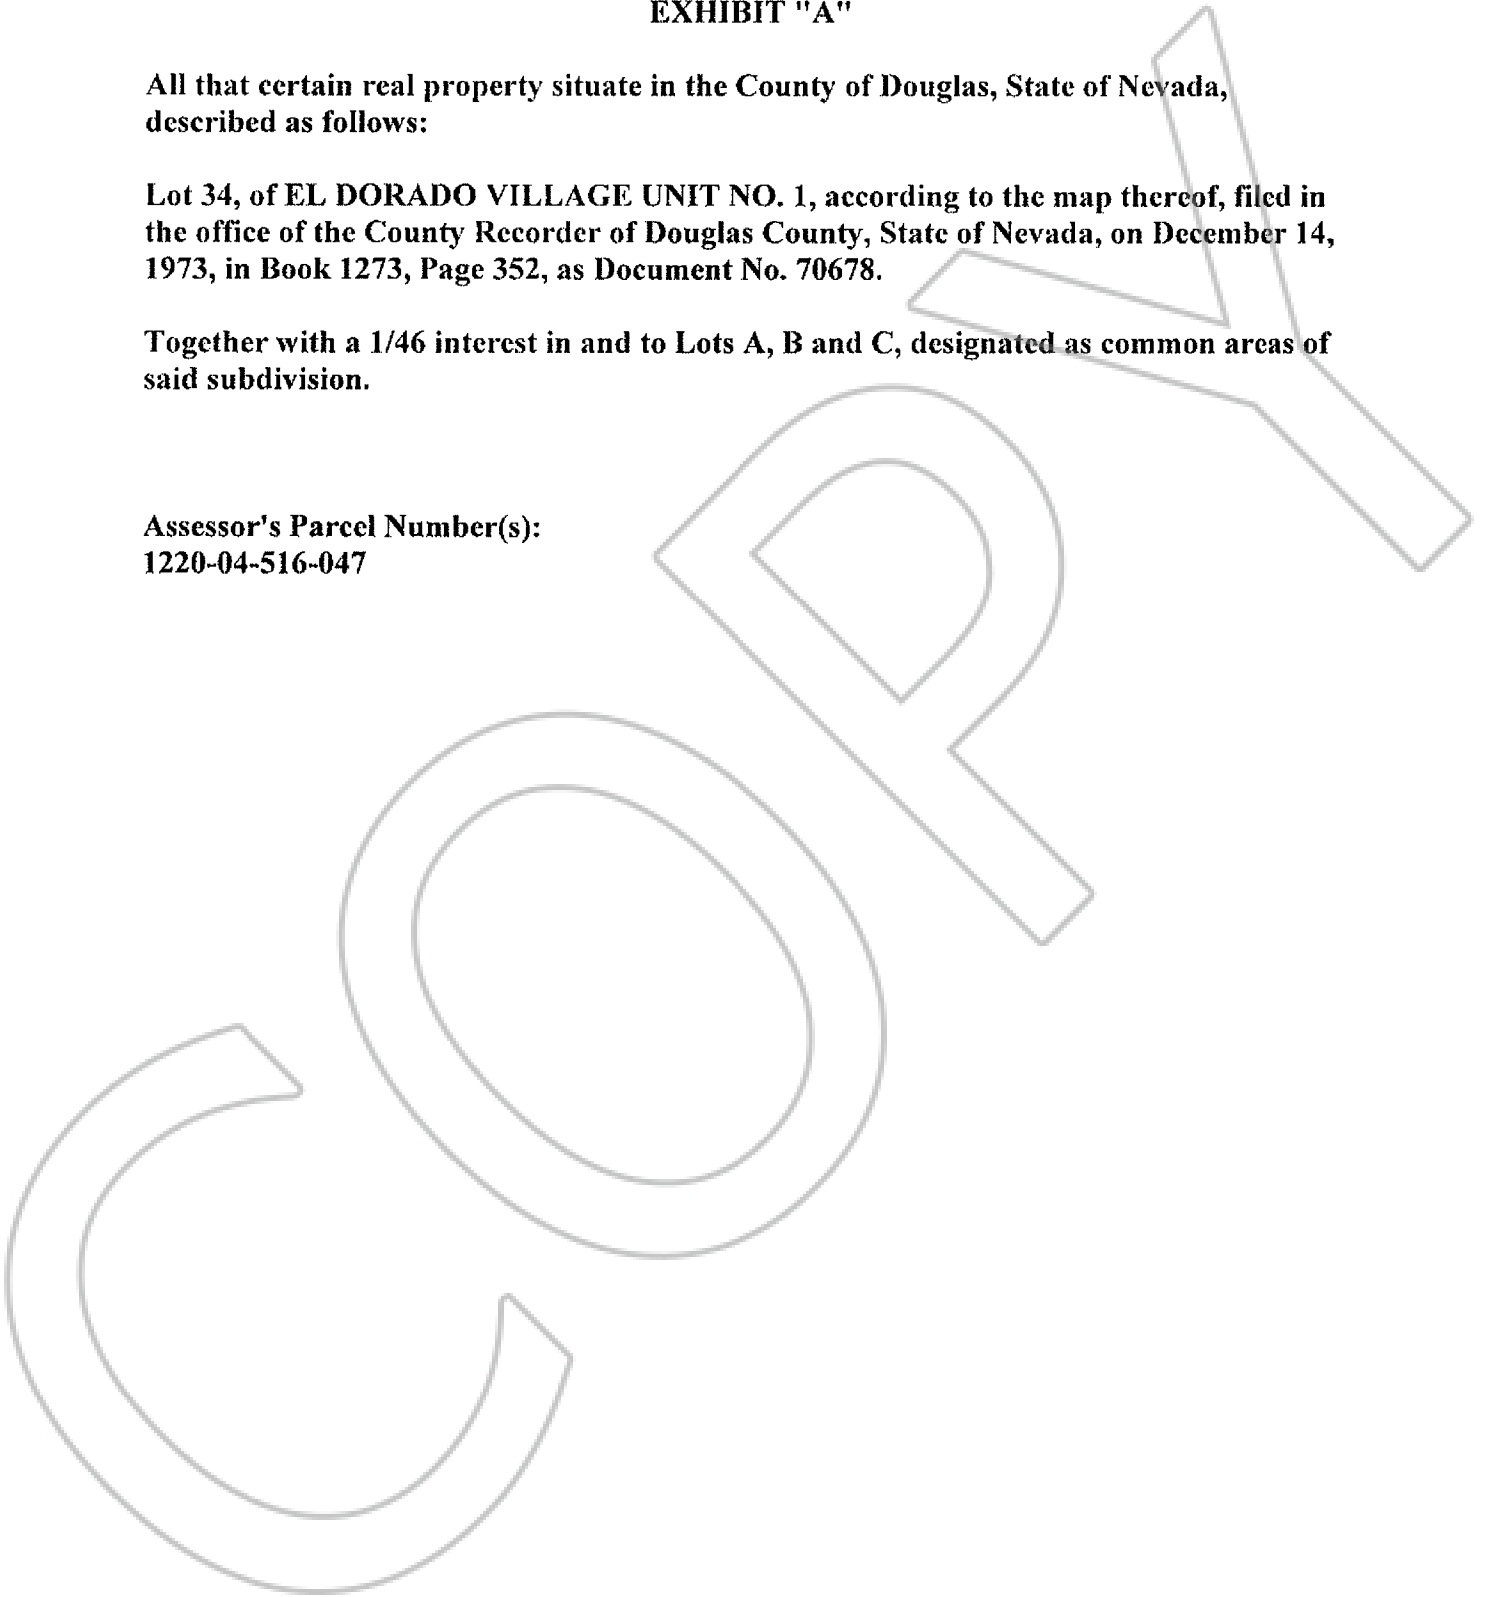 EXHIBIT "A"
All that certain real property situate in the County of Douglas, State of Nevada,
described as follows:
Lot 34, of EL DORADO VILLAGE UNIT NO. 1, according to the map thereof, filed in
the office of the County Recorder of Douglas County, State of Nevada, on December 14,
1973, in Book 1273, Page 352, as Document No. 70678.
Together with a 1/46 interest in and to Lots A, B and C, designated as common areas of
said subdivision.
Assessor's Parcel Number(s):
1220-04-516-047
COPY